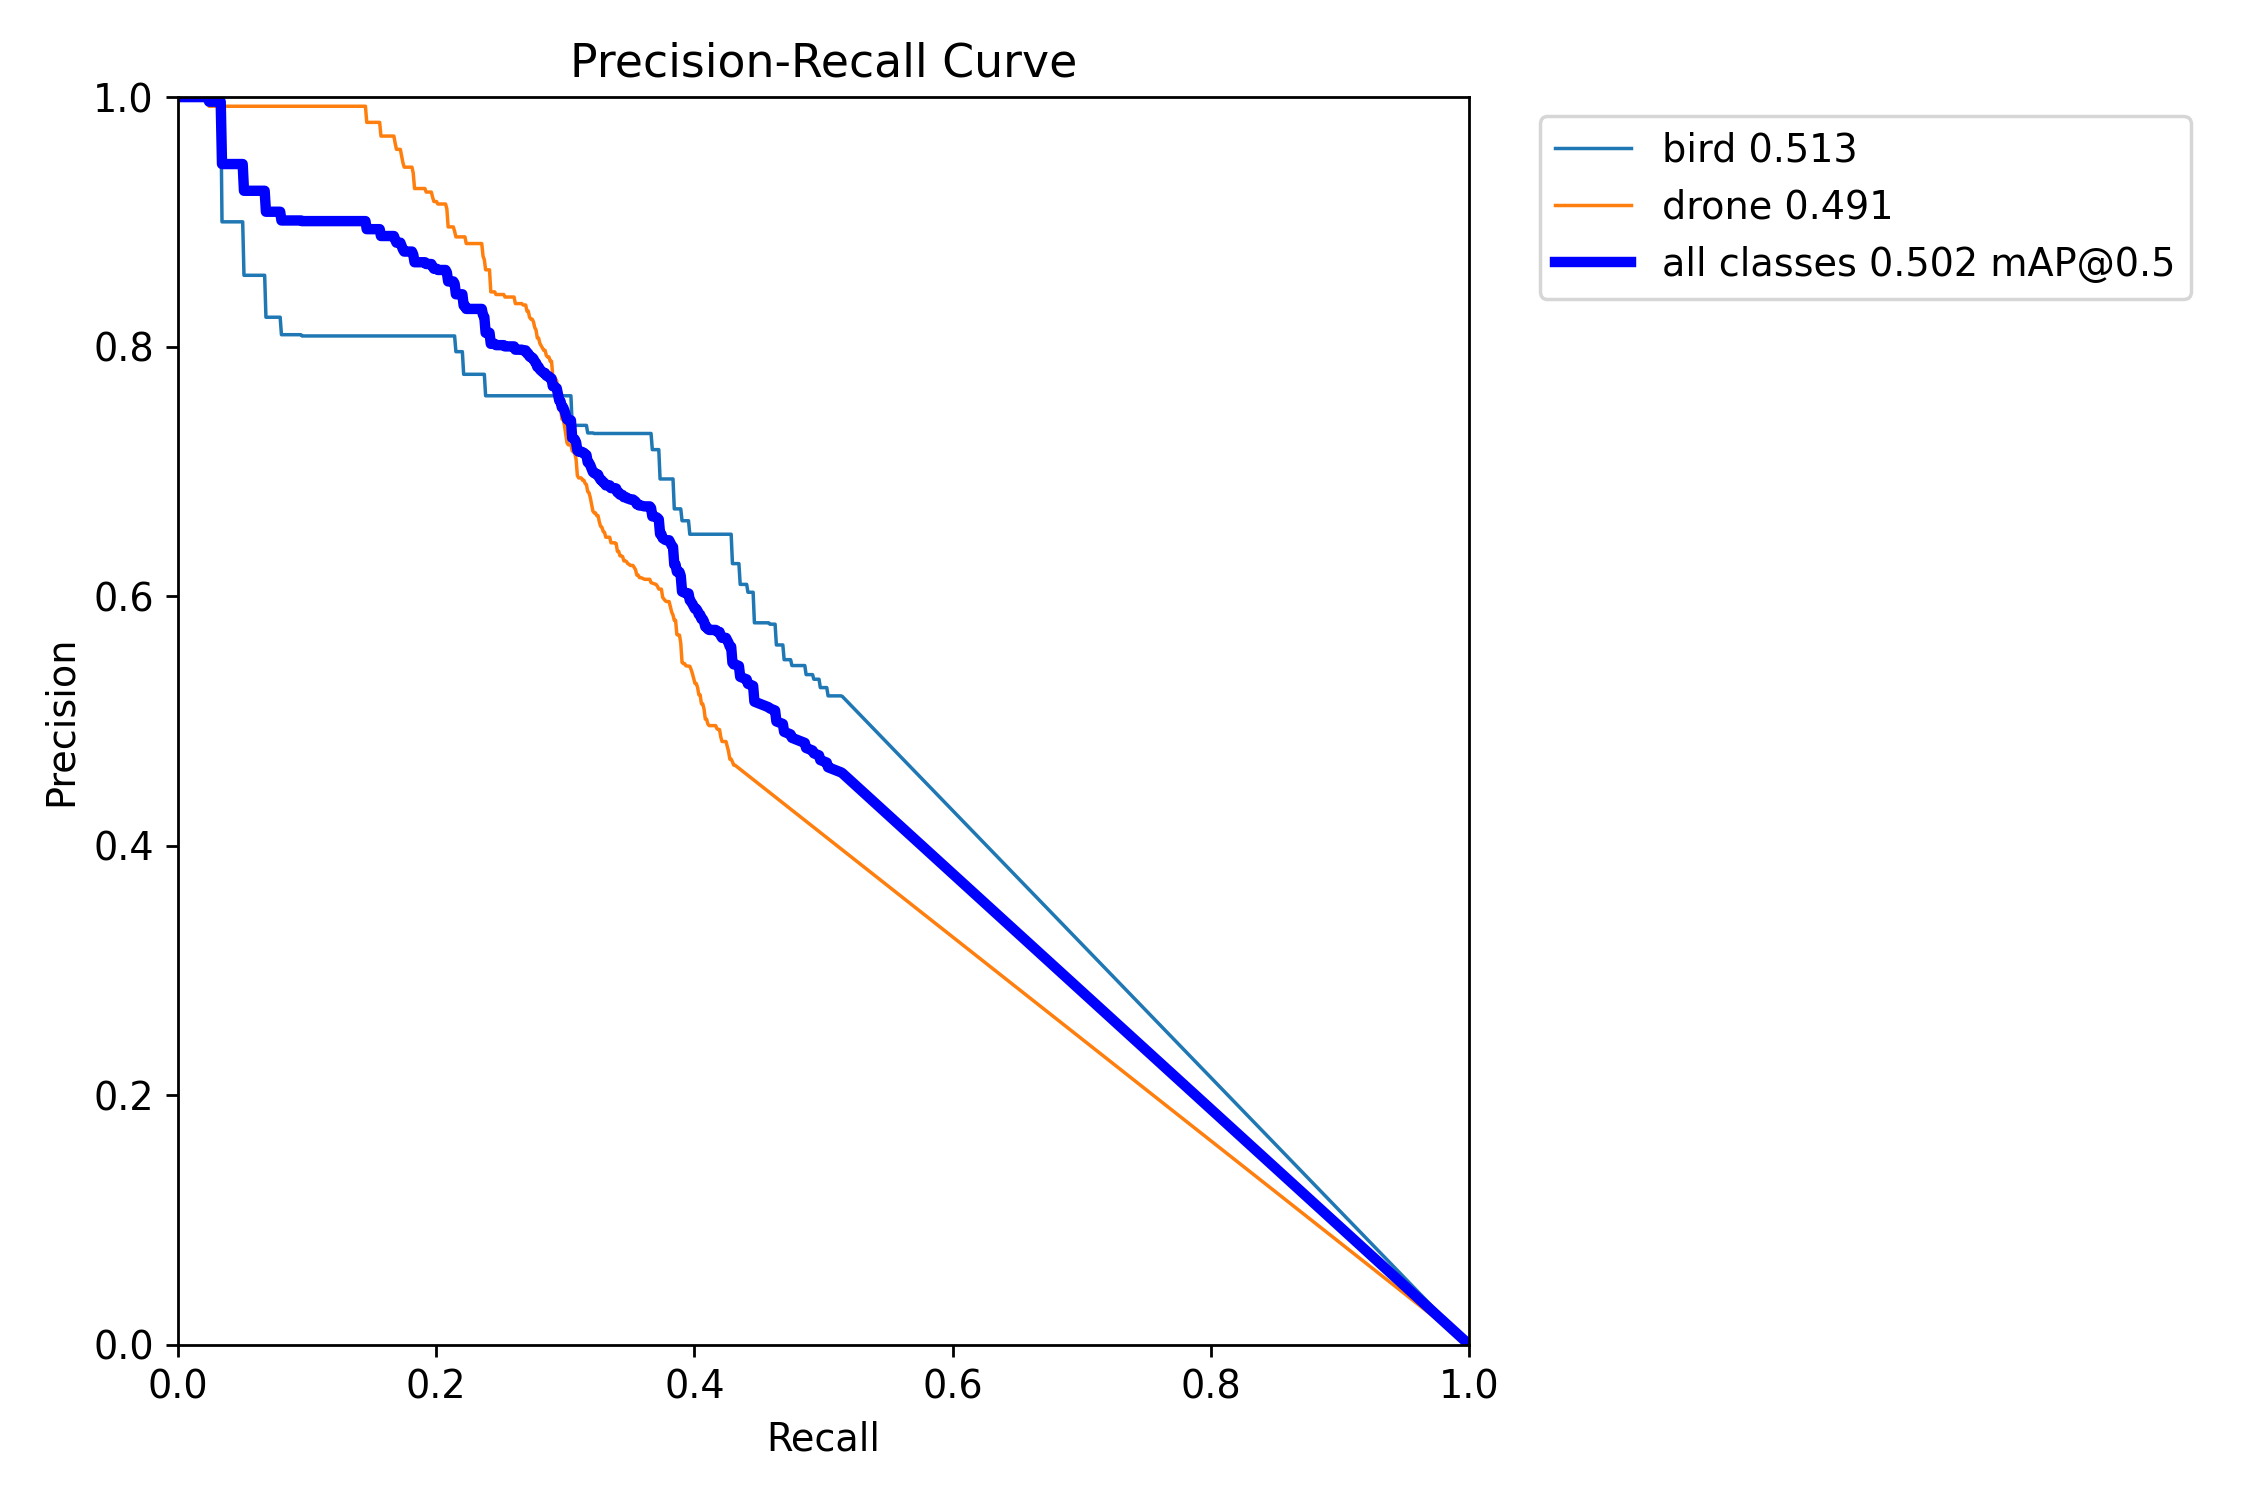 Precision-Recall Curve
1.0
0.8
0.6
0.4
0.2
0.0
Precision
0.0 0.2 0.4 0.6 0.8 1.0
Recall
bird 0.513
drone 0.491
all classes 0.502 mAP@0.5